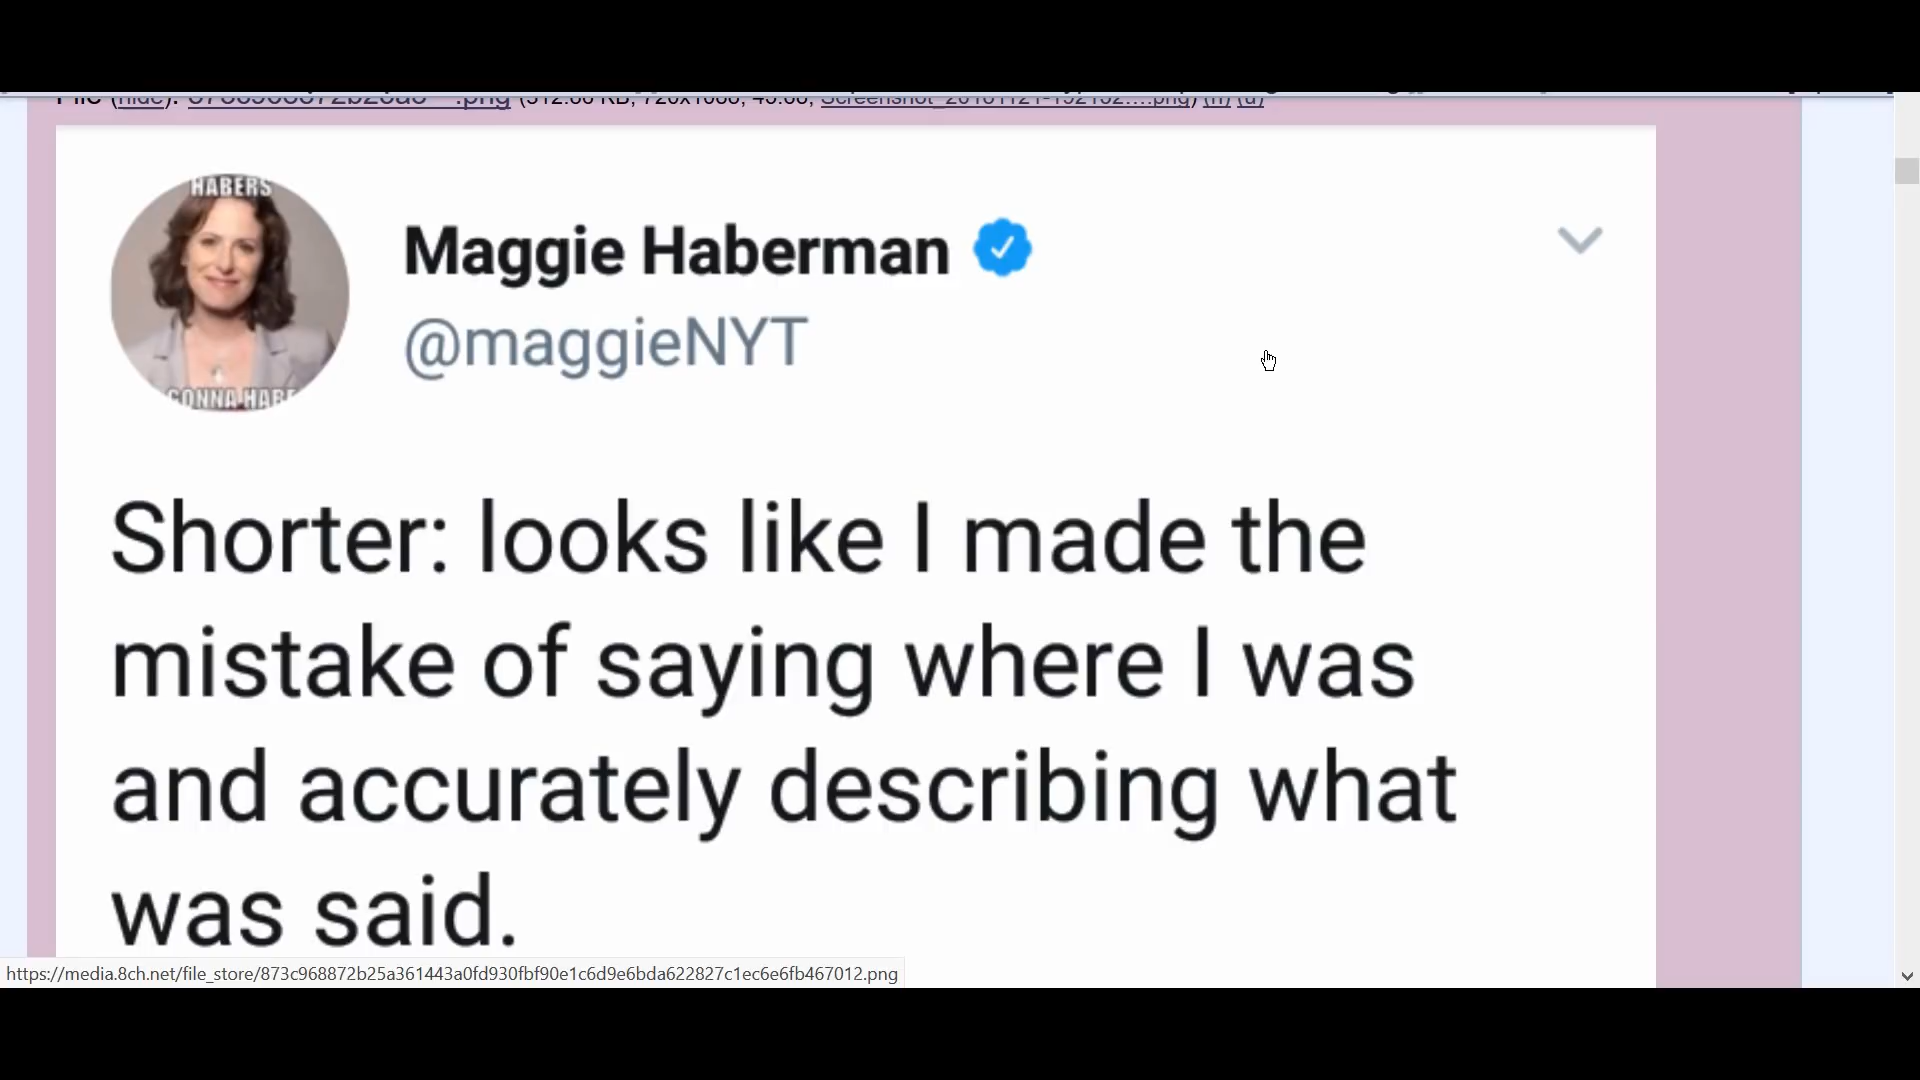 HABERS
GONNA HABE
Maggie Haberman
@maggieNYT
Shorter: looks like I made the
mistake of saying where I was
and accurately describing what
was said.
https://media.8ch.net/file_store/873c968872b25a361443a0fd930fbf90e1c6d9e6bda622827c1ec6e6fb467012.png